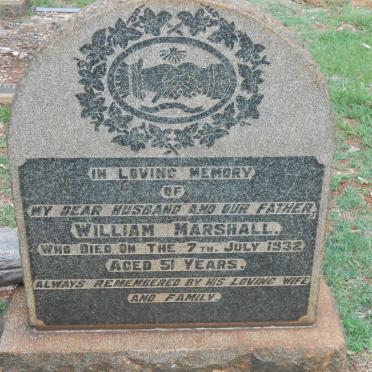 IN LOVING MEMORY
OF
MY DEAR HUSBAND AND OUR FATHER,
WILLIAM MARSHALL.
WHO DIED ON THE 7TH. JULY 1932
AGED 51 YEARS.
ALWAYS REMEMBERED BY HIS LOVING WIFE
AND FAMILY.